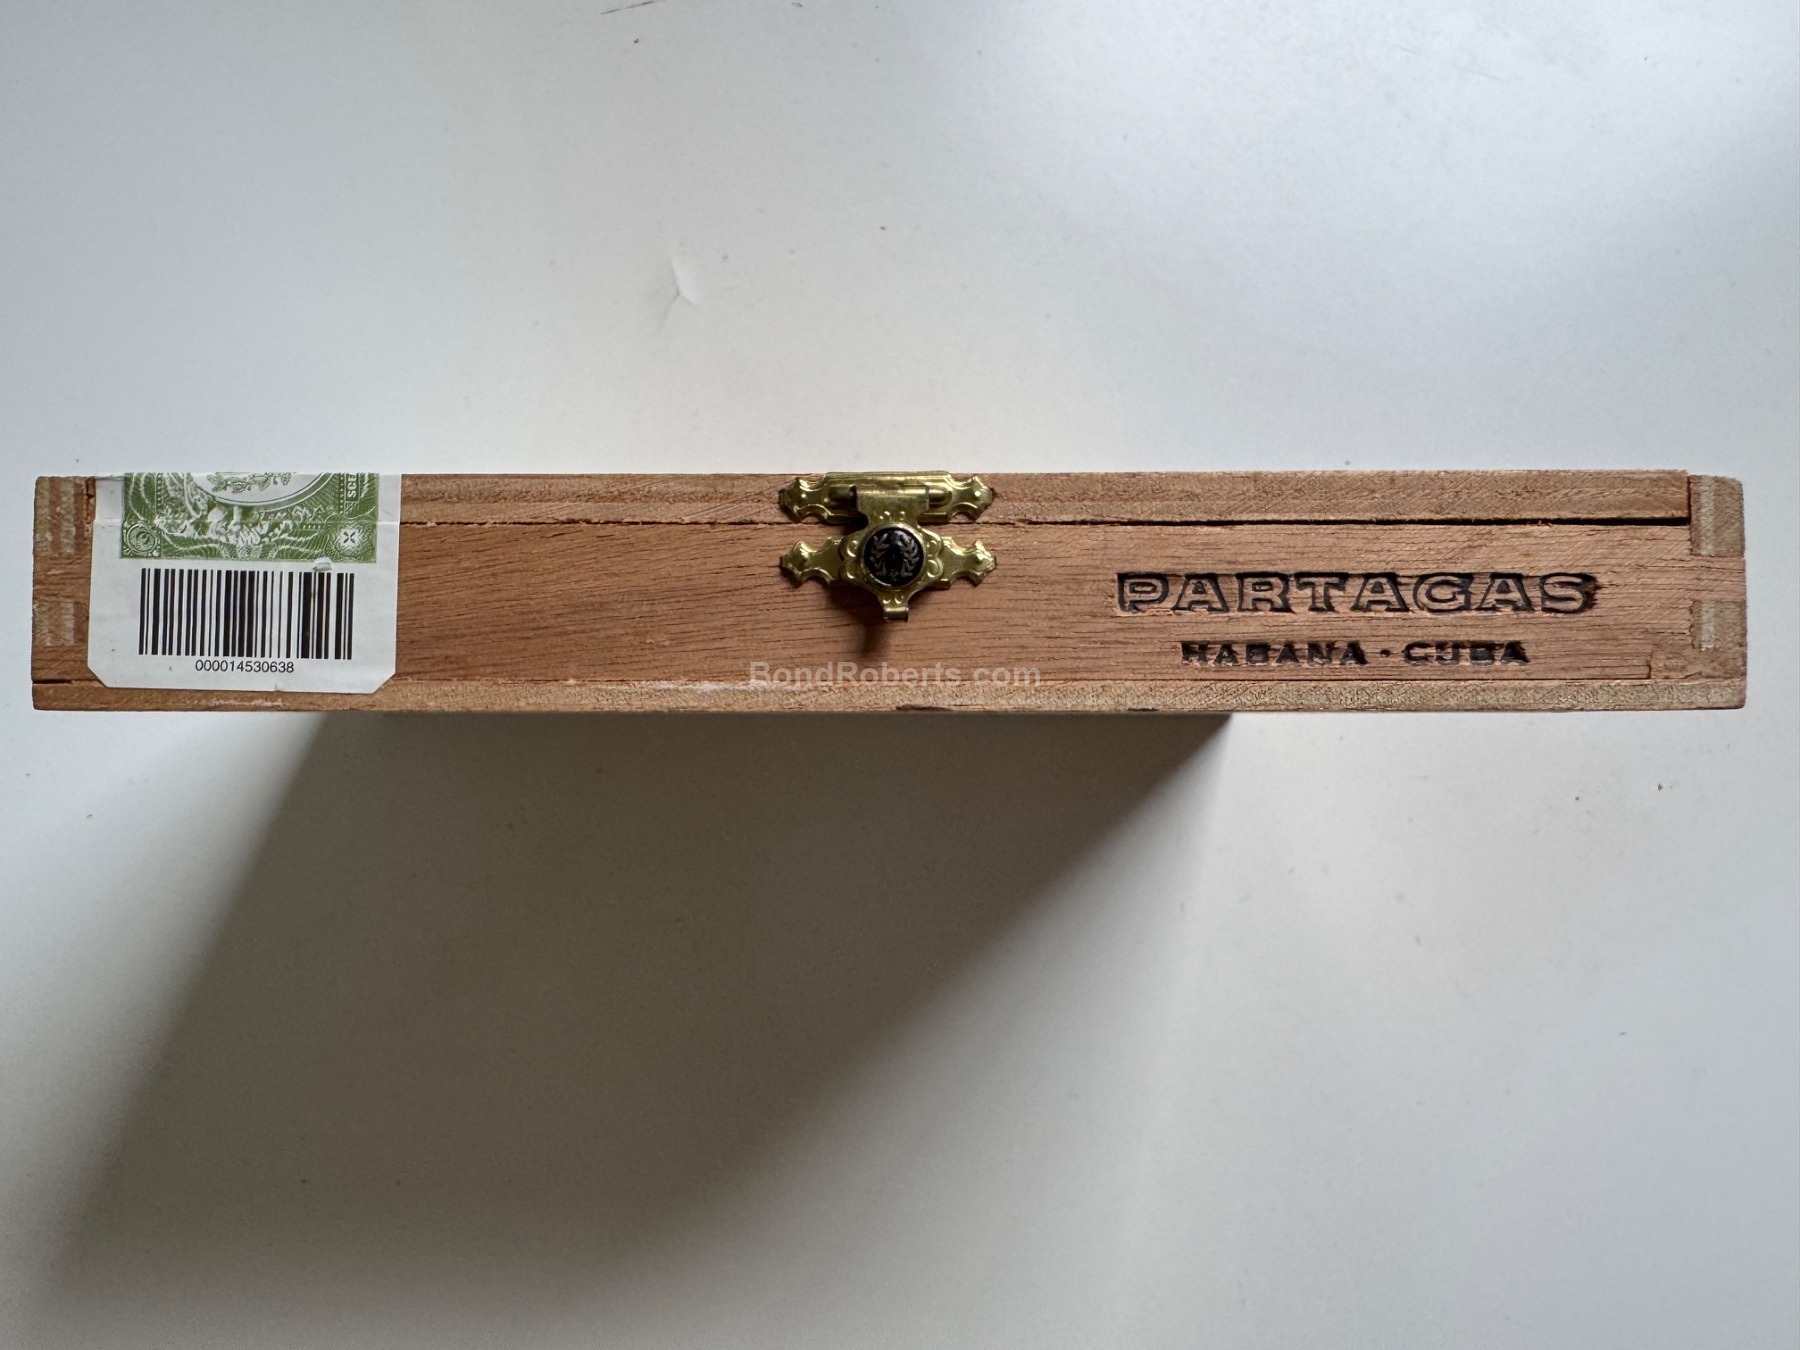 000014530638
PARTAGAS
HABANA · CUBA
BondRoberts.com